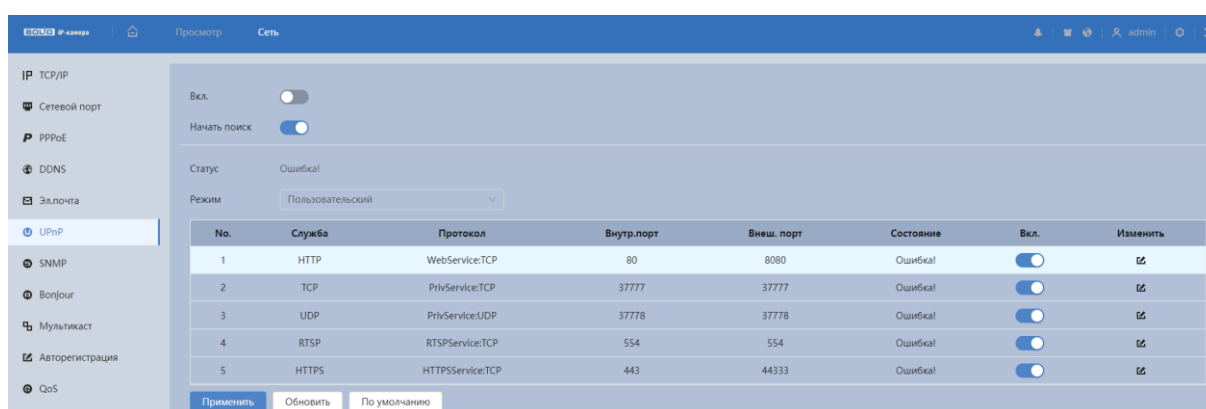 BOLID IP-камера Просмотр Сеть admin
IP TCP/IP
Сетевой порт
PPPoE
DDNS
Эл.почта
UPnP
SNMP
Bonjour
Мультикаст
Авторегистрация
QoS
Вкл.
Начать поиск
Статус Ошибка!
Режим Пользовательский
No. Служба Протокол Внутр.порт Внеш. порт Состояние Вкл. Изменить
1 HTTP WebService:TCP 80 8080 Ошибка!
2 TCP PrivService:TCP 37777 37777 Ошибка!
3 UDP PrivService:UDP 37778 37778 Ошибка!
4 RTSP RTSPService:TCP 554 554 Ошибка!
5 HTTPS HTTPSService:TCP 443 44333 Ошибка!
Применить Обновить По умолчанию